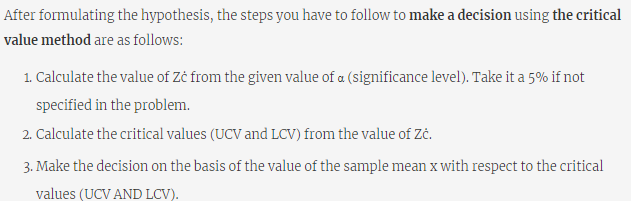 After formulating the hypothesis, the steps you have to follow to make a decision using the critical
value method are as follows:
1. Calculate the value of Zċ from the given value of α (significance level). Take it a 5% if not
specified in the problem.
2. Calculate the critical values (UCV and LCV) from the value of Zċ.
3. Make the decision on the basis of the value of the sample mean x with respect to the critical
values (UCV AND LCV).